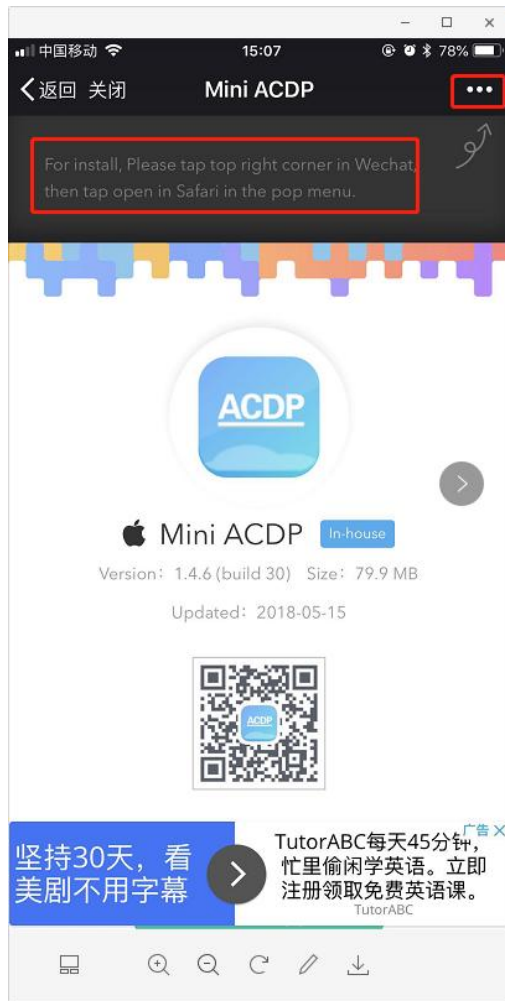 中国移动 15:07 78%
返回 关闭 Mini ACDP
For install, Please tap top right corner in Wechat,
then tap open in Safari in the pop menu.
ACDP
Mini ACDP In-house
Version: 1.4.6 (build 30) Size: 79.9 MB
Updated: 2018-05-15
ACDP
广告
坚持30天，看
美剧不用字幕
TutorABC每天45分钟，
忙里偷闲学英语。立即
注册领取免费英语课。
TutorABC